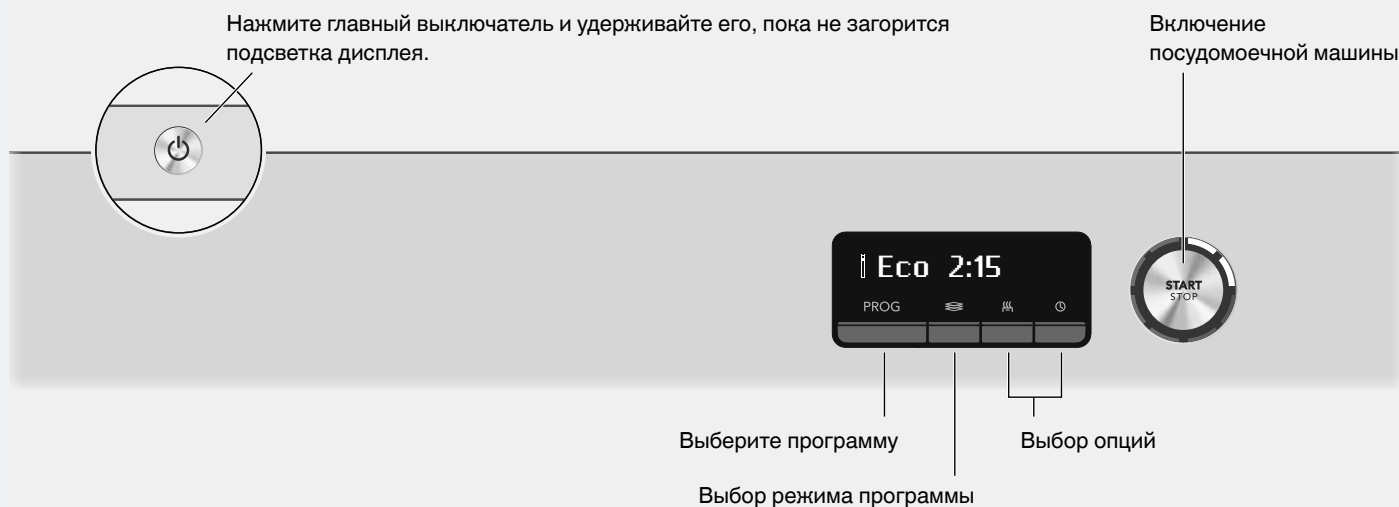 Нажмите главный выключатель и удерживайте его, пока не загорится
подсветка дисплея.
Включение
посудомоечной машины
Eco 2:15
PROG
START
STOP
Выберите программу
Выбор опций
Выбор режима программы